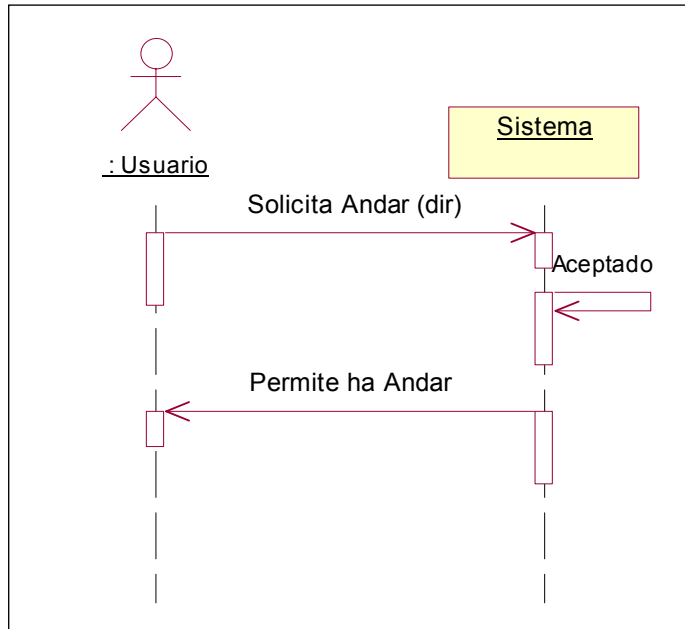 Sistema
: Usuario
Solicita Andar (dir)
Aceptado
Permite ha Andar